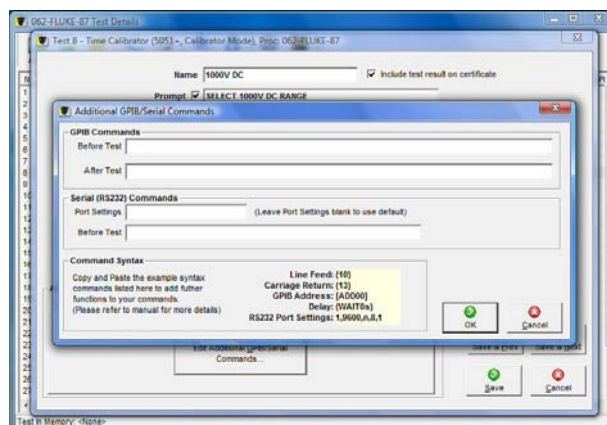 062-FLUKE-87 Test Details
Test 8 - Time Calibrator (5051~, Calibrator Mode), Proc: 062-FLUKE-87
Name 1000V DC
Include test result on certificate
Prompt SELECT 1000V DC RANGE
Additional GPIB/Serial Commands
GPIB Commands
Before Test
After Test
Serial (RS232) Commands
Port Settings
(Leave Port Settings blank to use default)
Before Test
Command Syntax
Copy and Paste the example syntax
commands listed here to add futher
functions to your commands.
(Please refer to manual for more details)
Line Feed: {10}
Carriage Return: {13}
GPIB Address: [ADD00]
Delay: {WAIT0s}
RS232 Port Settings: 1,9600,n,8,1
OK
Cancel
Edit Additional GPIB/Serial
Commands...
Save & Prev
Save & Next
Save
Cancel
Test in Memory: <None>